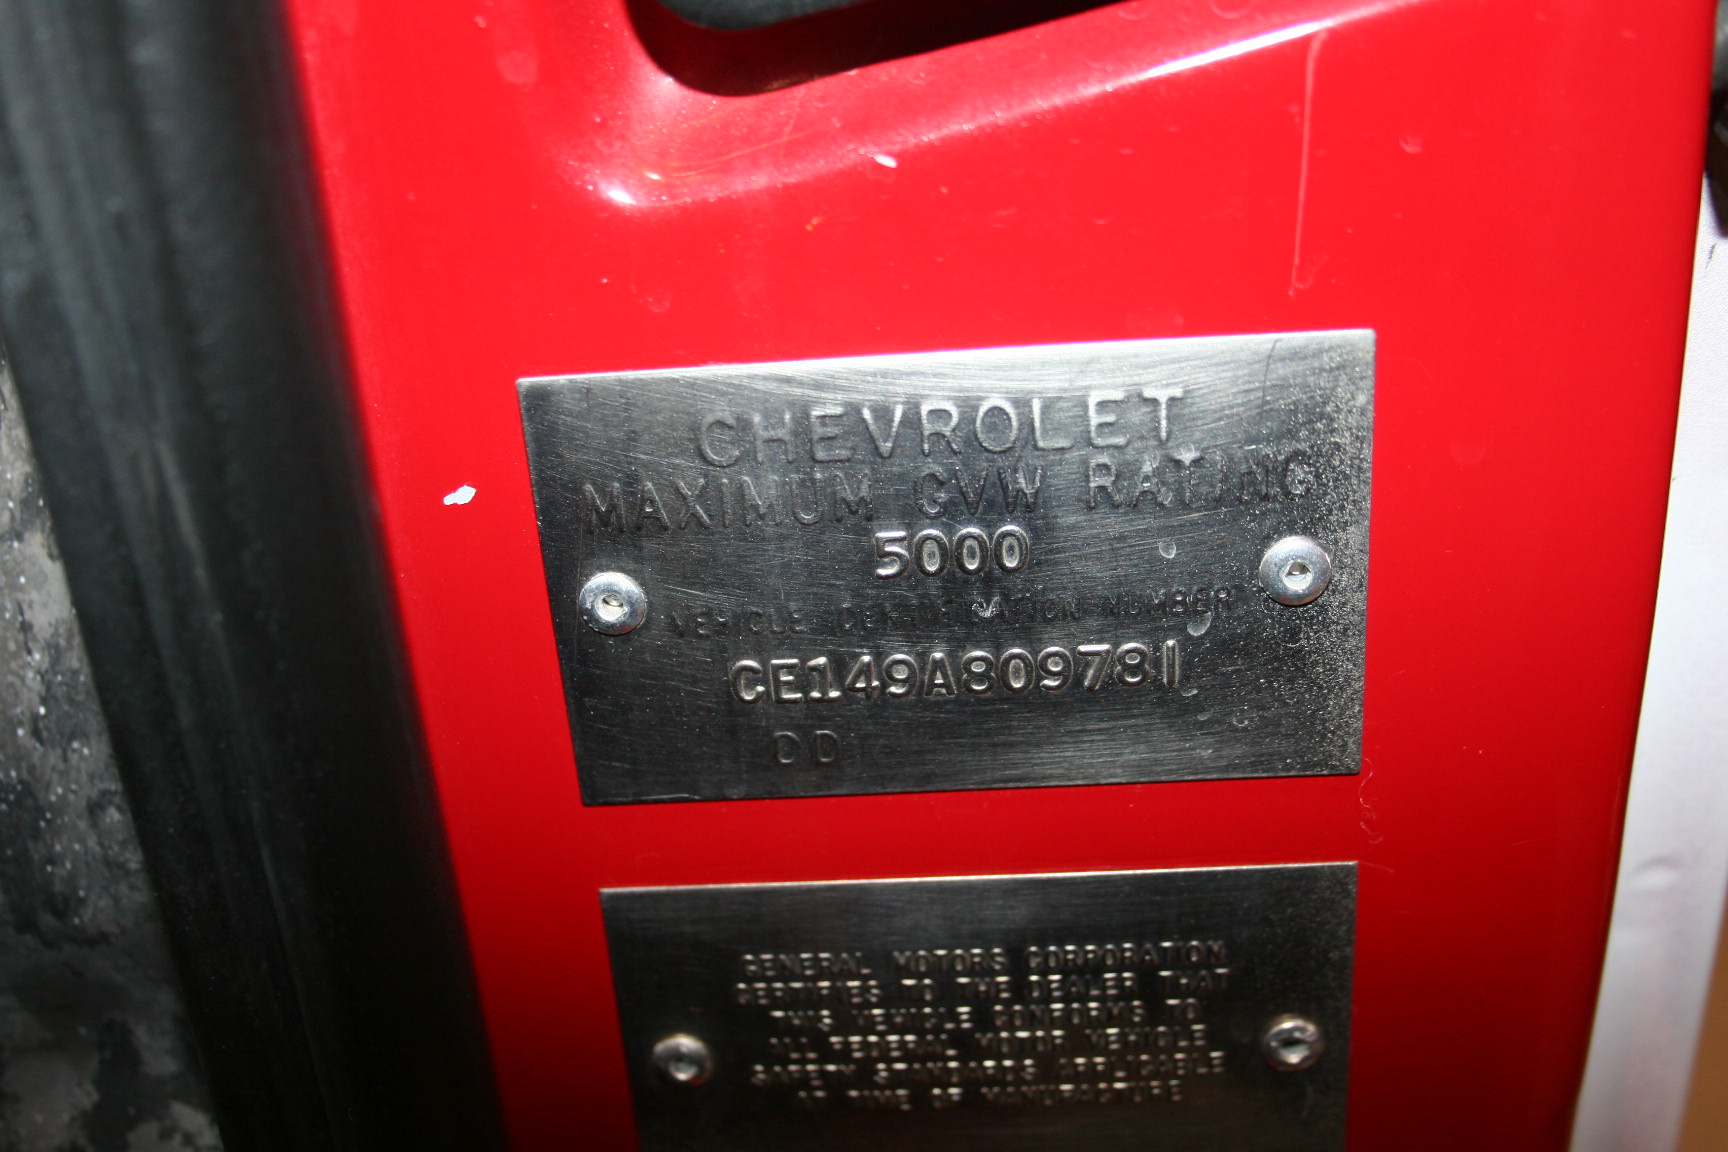 CHEVROLET
MAXIMUM GVW RATING
5000
VEHICLE IDENTIFICATION NUMBER
CE149A809781
DD
GENERAL MOTORS CORPORATION
CERTIFIES TO THE DEALER THAT
THIS VEHICLE CONFORMS TO
ALL FEDERAL MOTOR VEHICLE
SAFETY STANDARDS APPLICABLE
AT TIME OF MANUFACTURE